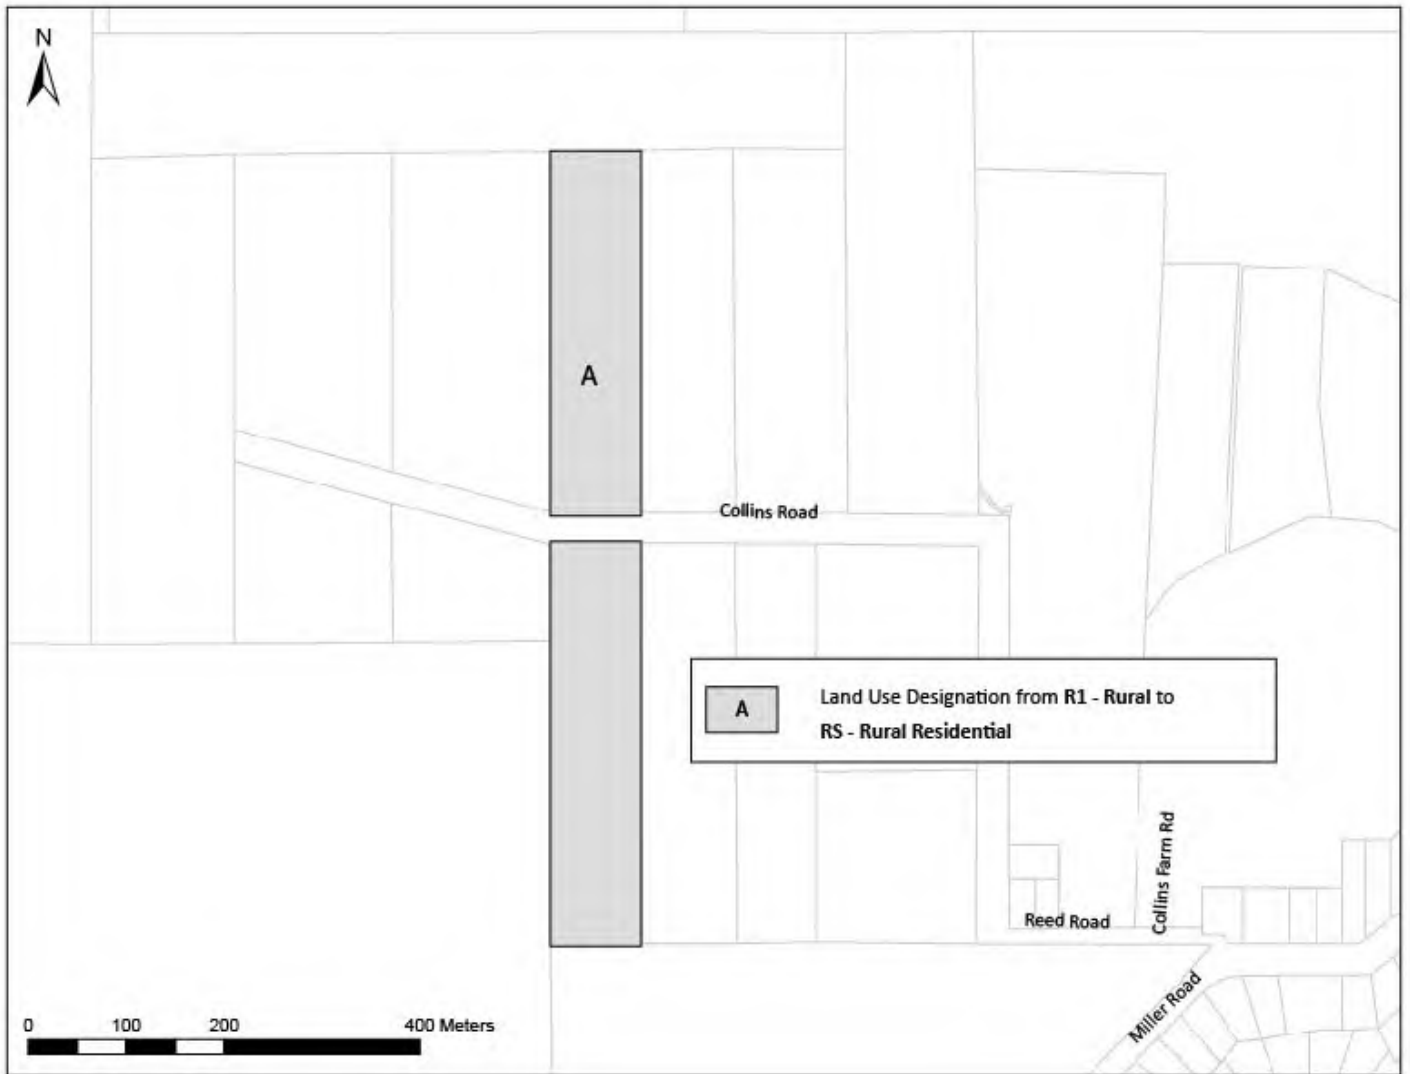 N
A
Collins Road
A
Land Use Designation from R1 - Rural to
RS - Rural Residential
Collins Farm Rd
Reed Road
Miller Road
0 100 200 400 Meters